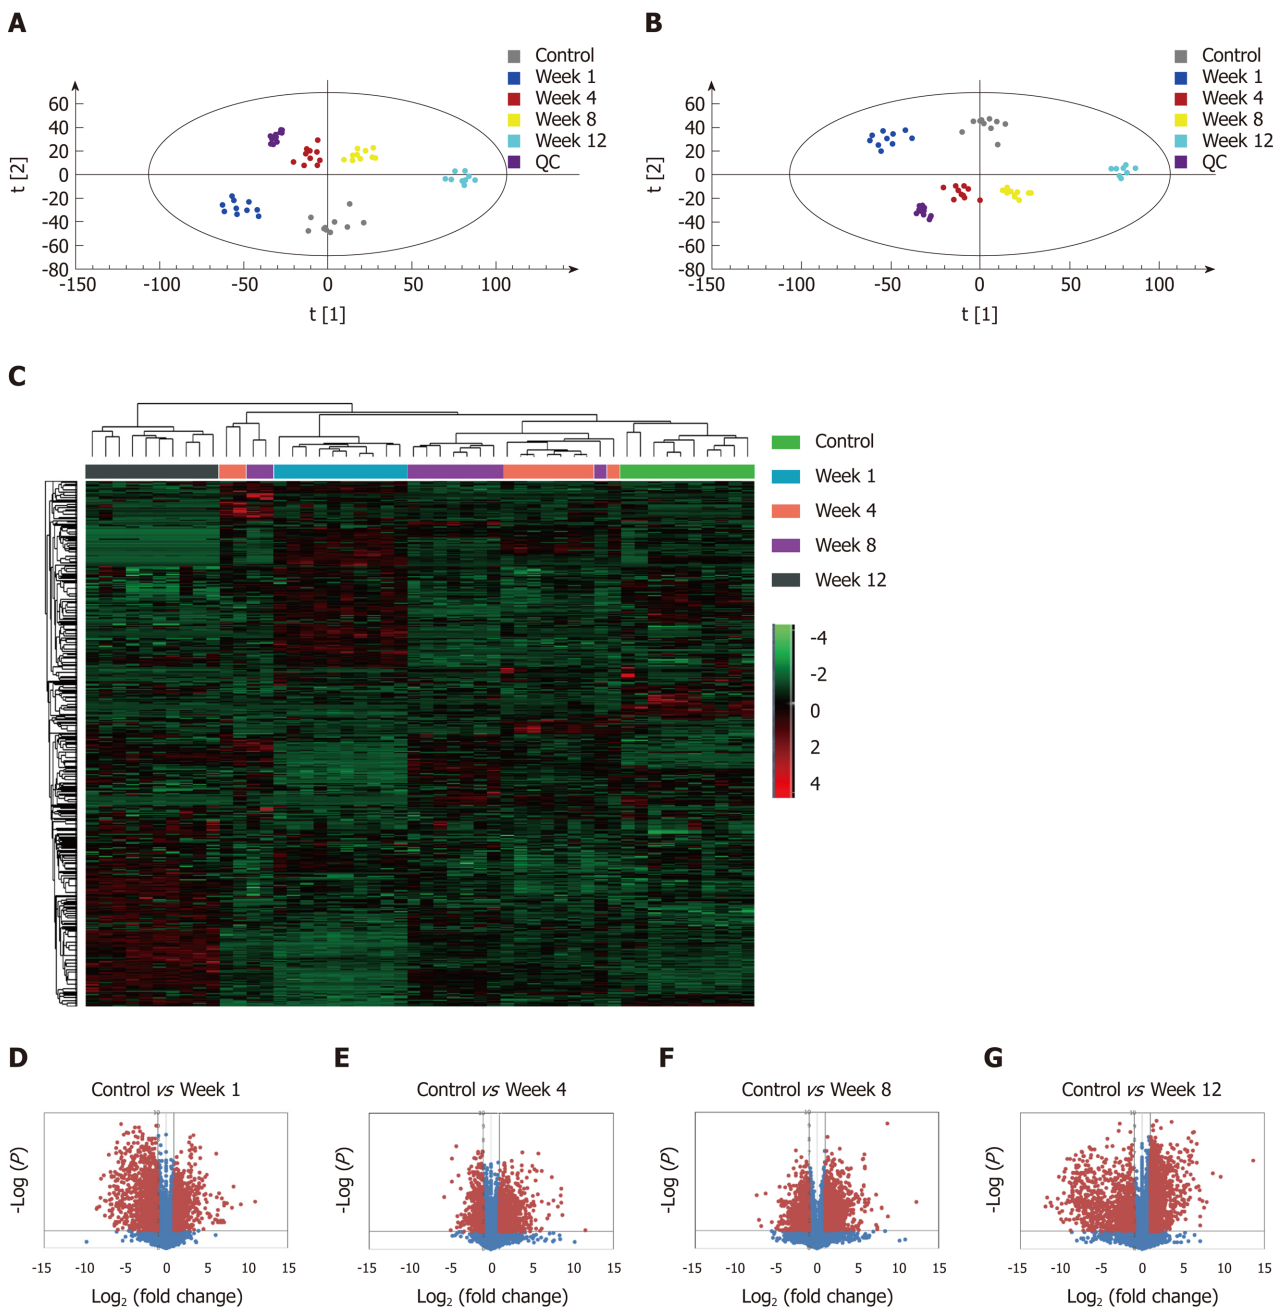 A
Control
Week 1
Week 4
Week 8
Week 12
QC
t [2]
60
40
20
0
-20
-40
-60
-80
-150 -100 -50 0 50 100
t [1]
B
Control
Week 1
Week 4
Week 8
Week 12
QC
t [2]
60
40
20
0
-20
-40
-60
-80
-150 -100 -50 0 50 100
t [1]
C
Control
Week 1
Week 4
Week 8
Week 12
-4
-2
0
2
4
D
Control vs Week 1
-Log (P)
-15 -10 -5 0 5 10 15
Log2 (fold change)
E
Control vs Week 4
-Log (P)
-15 -10 -5 0 5 10 15
Log2 (fold change)
F
Control vs Week 8
-Log (P)
-15 -10 -5 0 5 10 15
Log2 (fold change)
G
Control vs Week 12
-Log (P)
-15 -10 -5 0 5 10 15
Log2 (fold change)